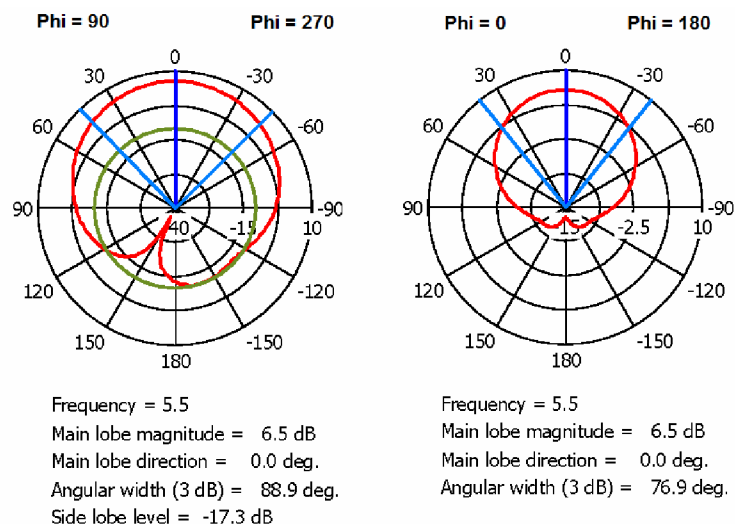 Phi = 90 Phi = 270
0
30 -30
60 -60
90 -40 -15 -90
10
120 -120
150 -150
180
Frequency = 5.5
Main lobe magnitude = 6.5 dB
Main lobe direction = 0.0 deg.
Angular width (3 dB) = 88.9 deg.
Side lobe level = -17.3 dB
Phi = 0 Phi = 180
0
30 -30
60 -60
90 -2.5 -90
10
120 -120
150 -150
180
Frequency = 5.5
Main lobe magnitude = 6.5 dB
Main lobe direction = 0.0 deg.
Angular width (3 dB) = 76.9 deg.